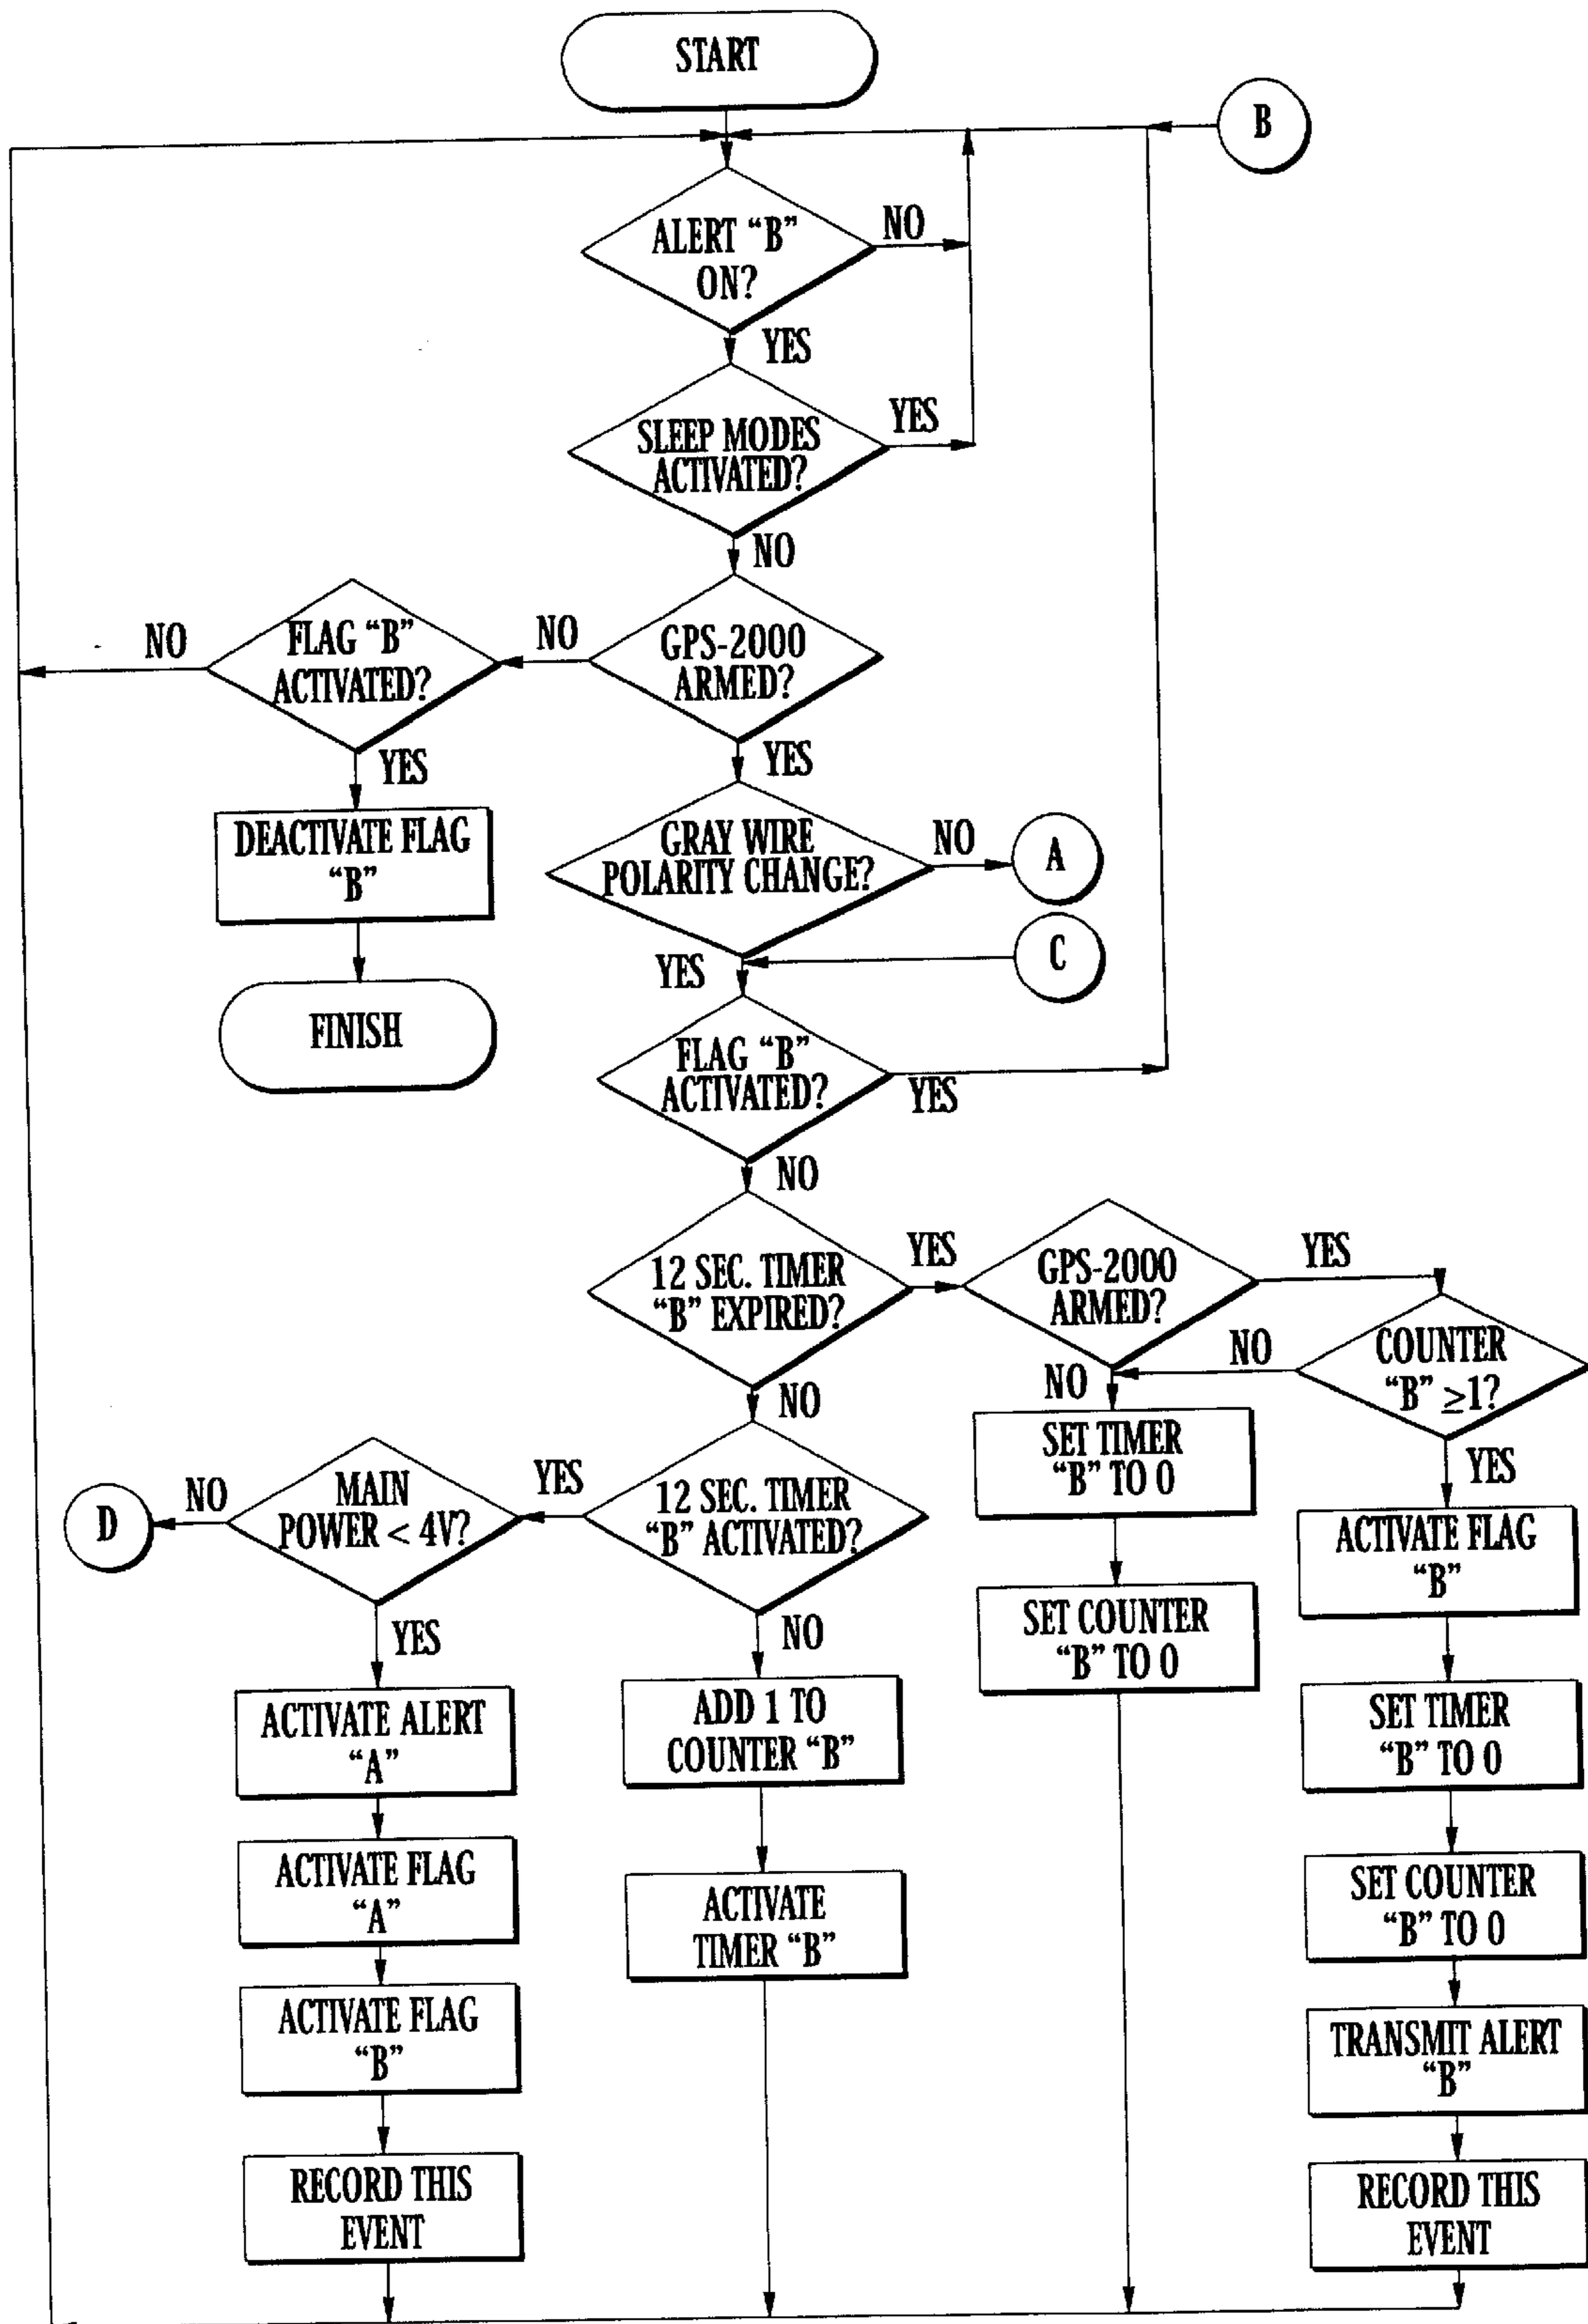 START
B
ALERT “B”
ON?
NO
YES
SLEEP MODES
ACTIVATED?
YES
NO
GPS-2000
ARMED?
NO
FLAG “B”
ACTIVATED?
NO
YES
DEACTIVATE FLAG
“B”
FINISH
YES
GRAY WIRE
POLARITY CHANGE?
NO
A
C
YES
FLAG “B”
ACTIVATED?
YES
NO
12 SEC. TIMER
“B” EXPIRED?
YES
GPS-2000
ARMED?
YES
COUNTER
“B” ≥1?
NO
NO
SET TIMER
“B” TO 0
SET COUNTER
“B” TO 0
YES
ACTIVATE FLAG
“B”
SET TIMER
“B” TO 0
SET COUNTER
“B” TO 0
TRANSMIT ALERT
“B”
RECORD THIS
EVENT
NO
12 SEC. TIMER
“B” ACTIVATED?
YES
MAIN
POWER < 4V?
NO
D
YES
ACTIVATE ALERT
“A”
ACTIVATE FLAG
“A”
ACTIVATE FLAG
“B”
RECORD THIS
EVENT
NO
ADD 1 TO
COUNTER “B”
ACTIVATE
TIMER “B”